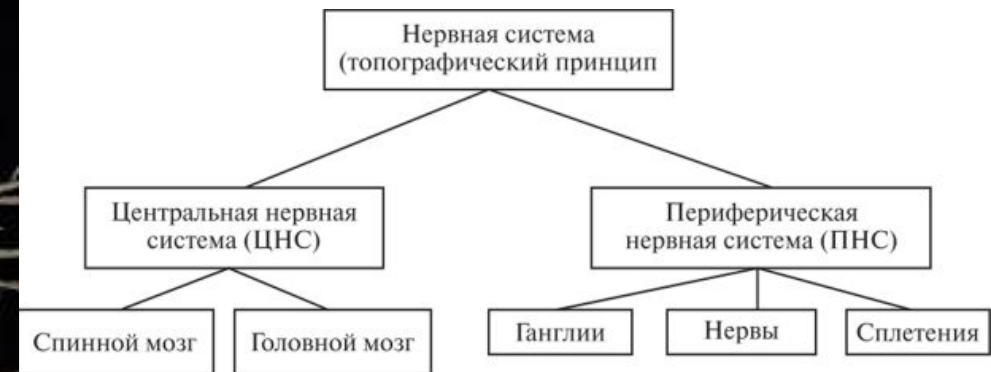 Нервная система
(топографический принцип
Центральная нервная
система (ЦНС)
Периферическая
нервная система (ПНС)
Спинной мозг
Головной мозг
Ганглии
Нервы
Сплетения